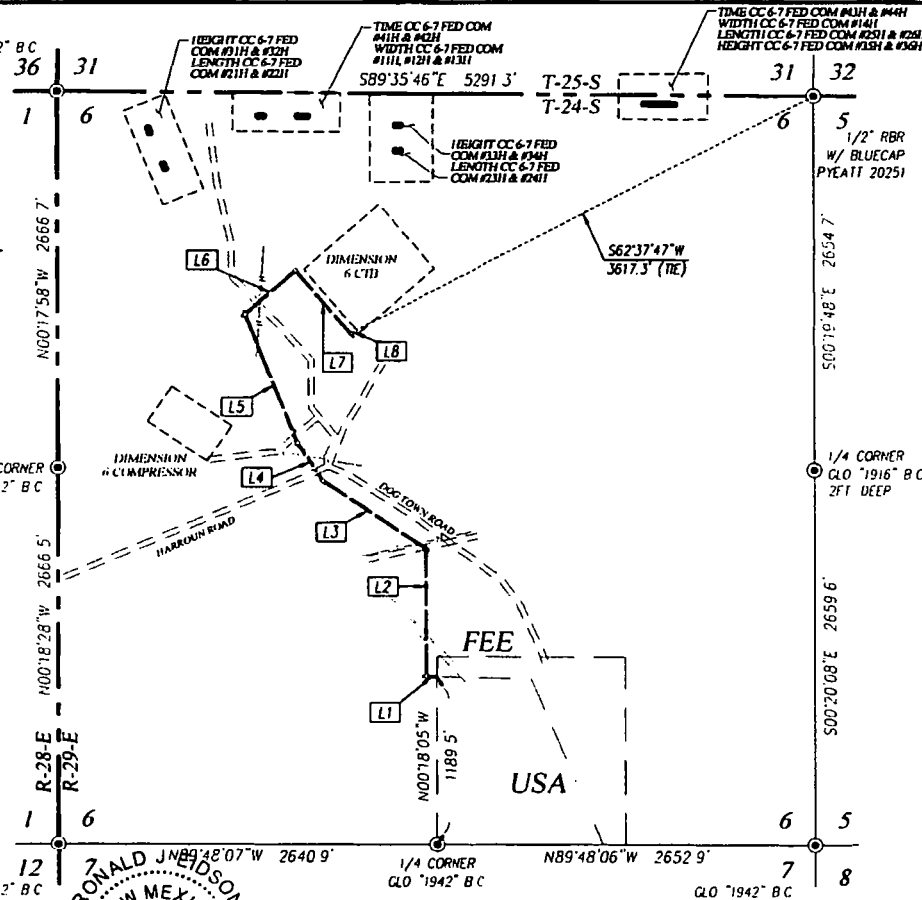 2" B C
36 31
1 6
HEIGHT CC 6-7 FED
COM #31H & #32H
LENGTH CC 6-7 FED
COM #21H & #22H
TIME CC 6-7 FED COM
#41H & #42H
WIDTH CC 6-7 FED COM
#11H, #12H & #13H
S89°35'46"E 5291 3'
T-25-S
T-24-S
TIME CC 6-7 FED COM #43H & #44H
WIDTH CC 6-7 FED COM #14H
LENGTH CC 6-7 FED COM #25H & #26H
HEIGHT CC 6-7 FED COM #35H & #36H
31 32
6 5
1/2" RBR
W/ BLUECAP
PYEATT 20251
HEIGHT CC 6-7 FED
COM #33H & #34H
LENGTH CC 6-7 FED
COM #23H & #24H
N00°17'58"W 2666 7'
L6
DIMENSION
6 CTB
S62°37'47"W
3617.3' (TIE)
S00°19'48"E 2654 7'
L7
L8
L5
DIMENSION
6 COMPRESSOR
L4
CORNER
2" B C
1/4 CORNER
GLO "1916" B C
2FT DEEP
DOG TOWN ROAD
L3
HARROUN ROAD
L2
N00°18'28"W 2666 5'
FEE
S00°20'08"E 2659 6'
L1
N00°18'05"W
1189 5'
USA
R-28-E
R-29-E
1 6
12 7
N89°48'07"W 2640 9'
1/4 CORNER
GLO "1942" B C
N89°48'06"W 2652 9'
6 5
7 8
GLO "1942" B C
2" B C
RONALD J EIDSON